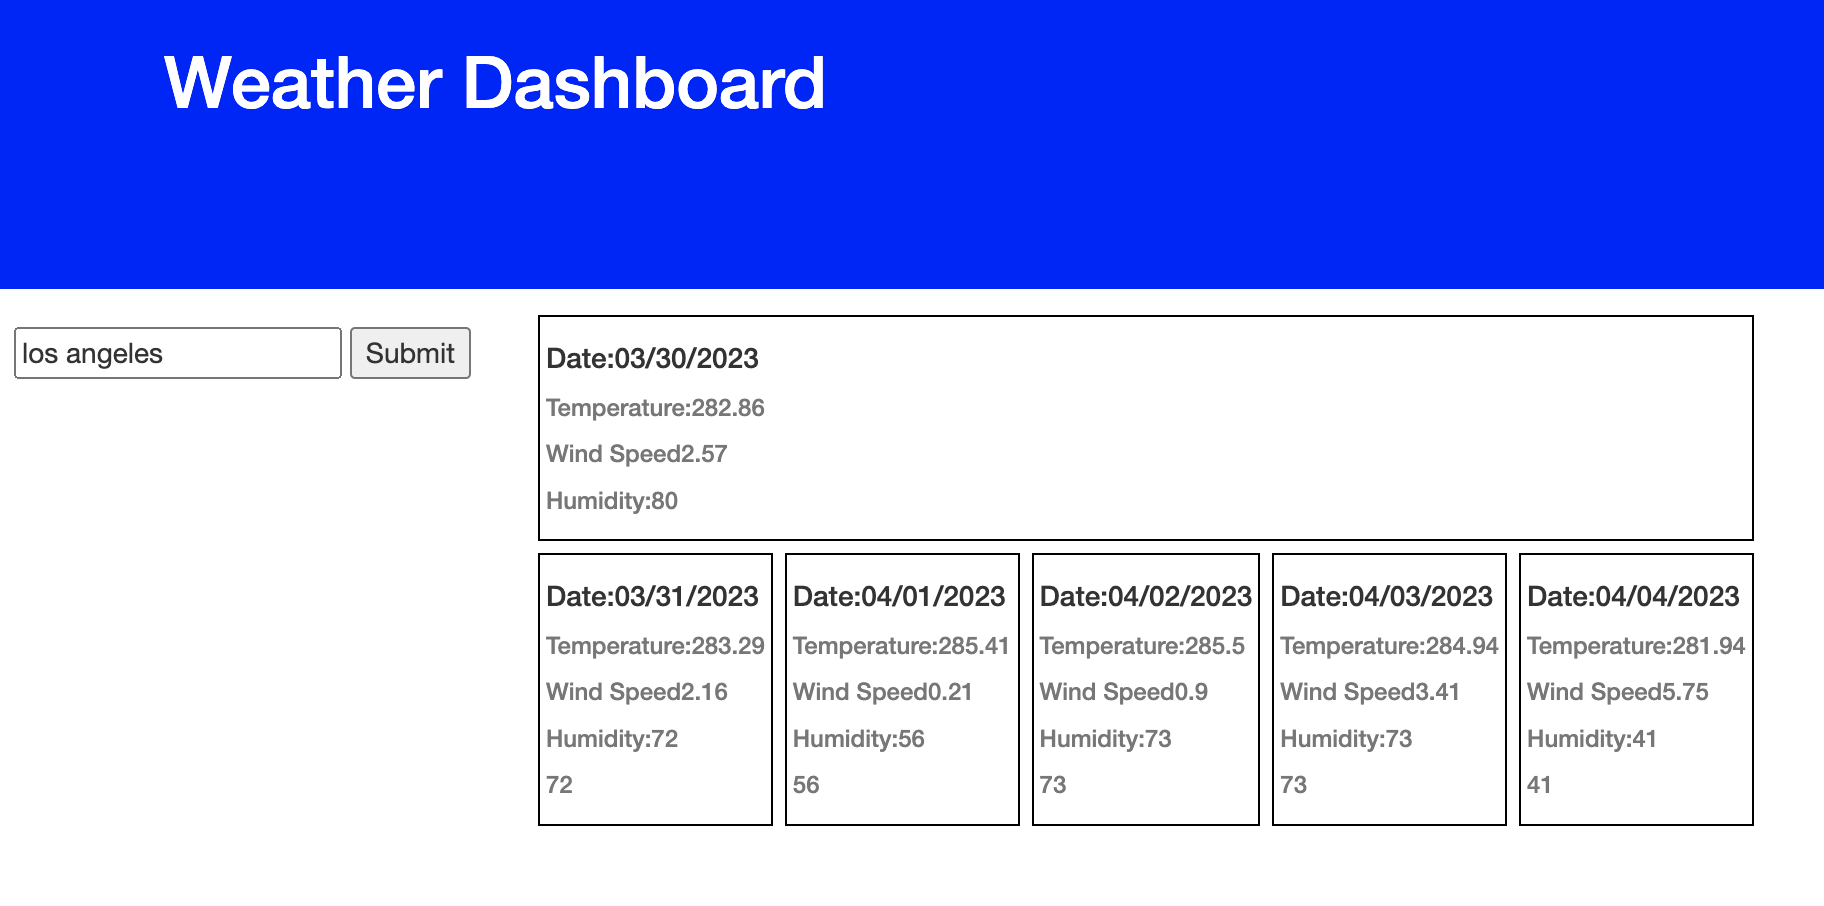 Weather Dashboard
los angeles Submit
Date:03/30/2023
Temperature:282.86
Wind Speed2.57
Humidity:80
Date:03/31/2023
Temperature:283.29
Wind Speed2.16
Humidity:72
72
Date:04/01/2023
Temperature:285.41
Wind Speed0.21
Humidity:56
56
Date:04/02/2023
Temperature:285.5
Wind Speed0.9
Humidity:73
73
Date:04/03/2023
Temperature:284.94
Wind Speed3.41
Humidity:73
73
Date:04/04/2023
Temperature:281.94
Wind Speed5.75
Humidity:41
41